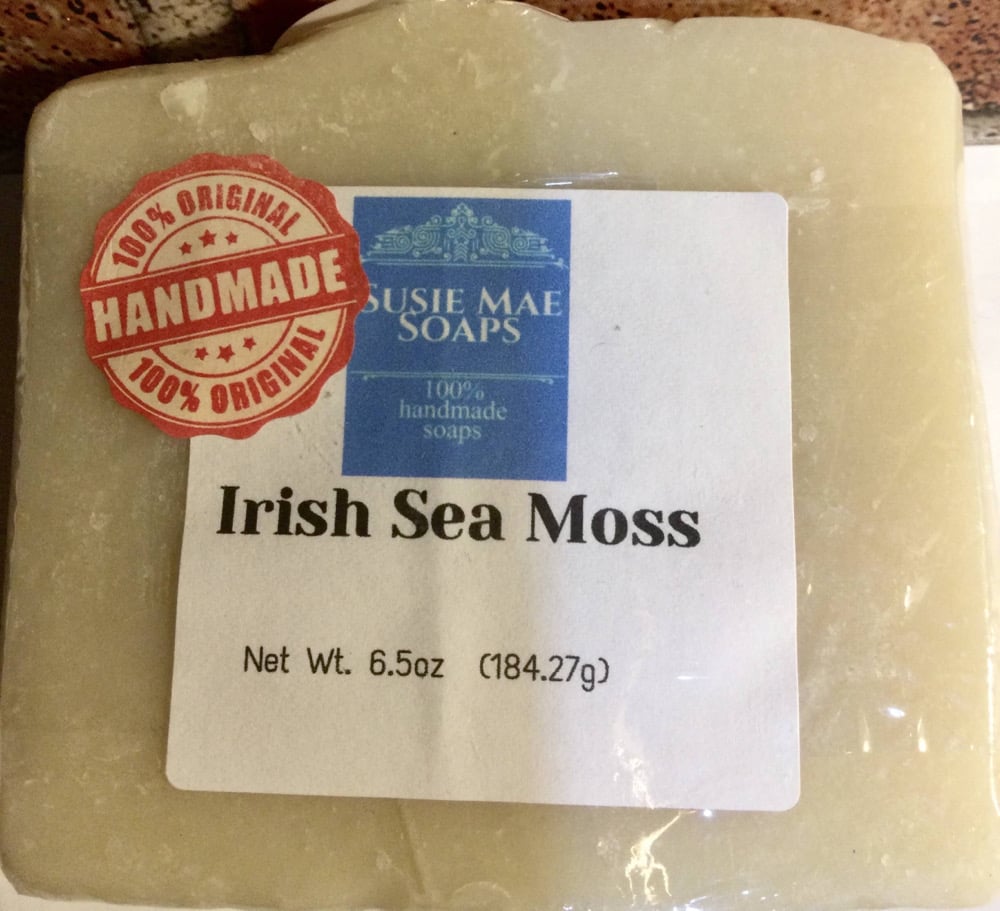 100% ORIGINAL
HANDMADE
100% ORIGINAL
SUSIE MAE
SOAPS
100%
handmade
soaps
Irish Sea Moss
Net Wt. 6.5oz (184.27g)